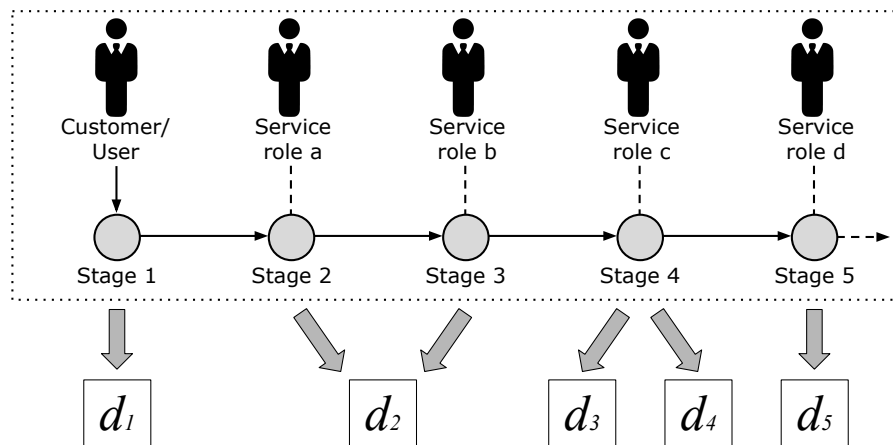 Customer/
User
Service
role a
Service
role b
Service
role c
Service
role d
Stage 1
Stage 2
Stage 3
Stage 4
Stage 5
d1
d2
d3
d4
d5